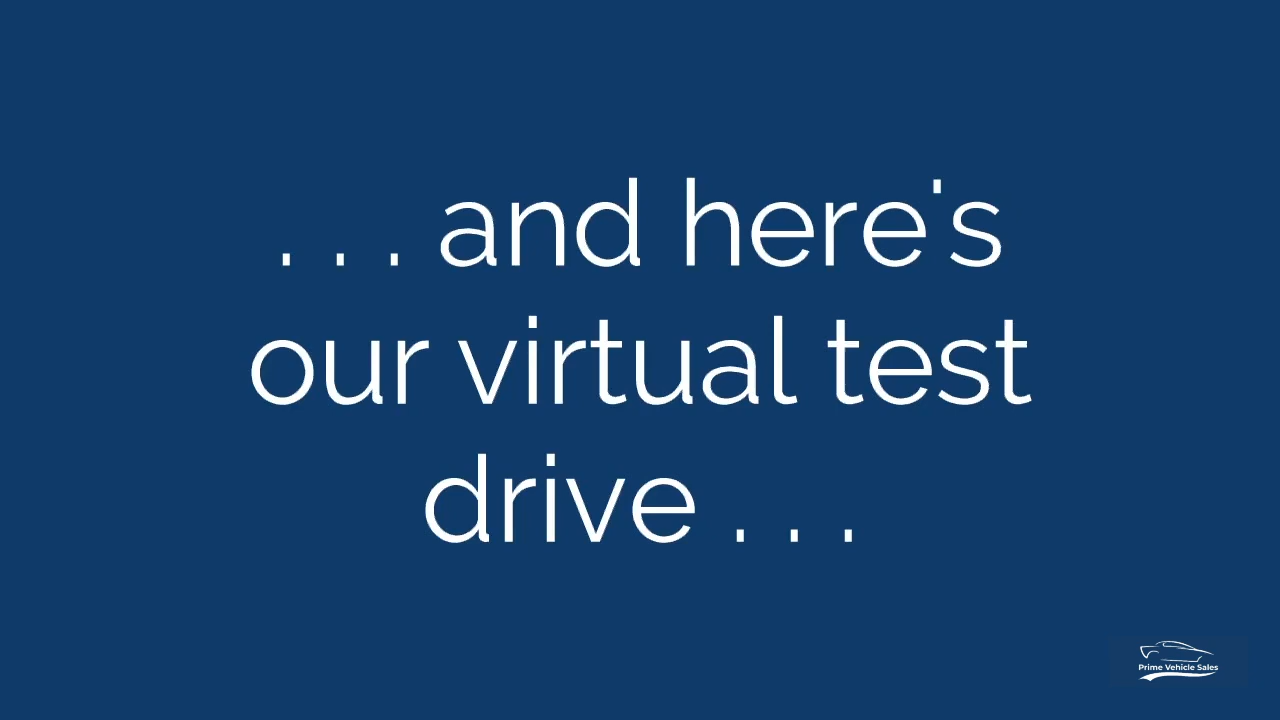 . . . and here's
our virtual test
drive . . .
Prime Vehicle Sales